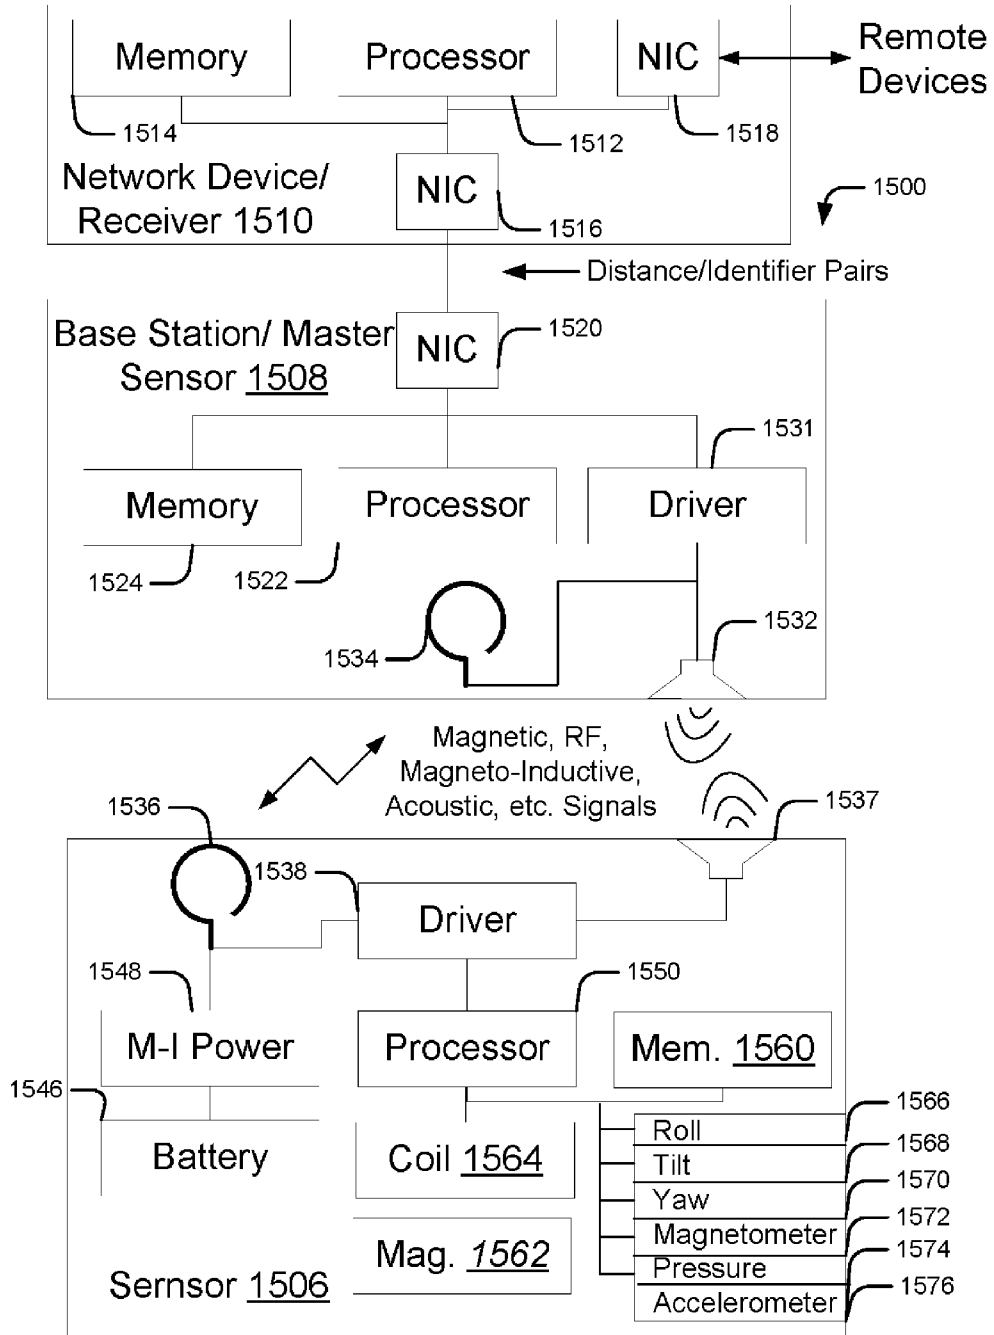 Memory
Processor
NIC
Remote
Devices
1514
1512
1518
Network Device/
Receiver 1510
NIC
1516
1500
Distance/Identifier Pairs
Base Station/ Master
Sensor 1508
NIC
1520
1531
Memory
Processor
Driver
1524
1522
1534
1532
Magnetic, RF,
Magneto-Inductive,
Acoustic, etc. Signals
1536
1537
1538
Driver
1548
1550
M-I Power
Processor
Mem. 1560
1546
Battery
Coil 1564
Roll
1566
Tilt
1568
Yaw
1570
Magnetometer
1572
Pressure
1574
Accelerometer
1576
Mag. 1562
Sernsor 1506